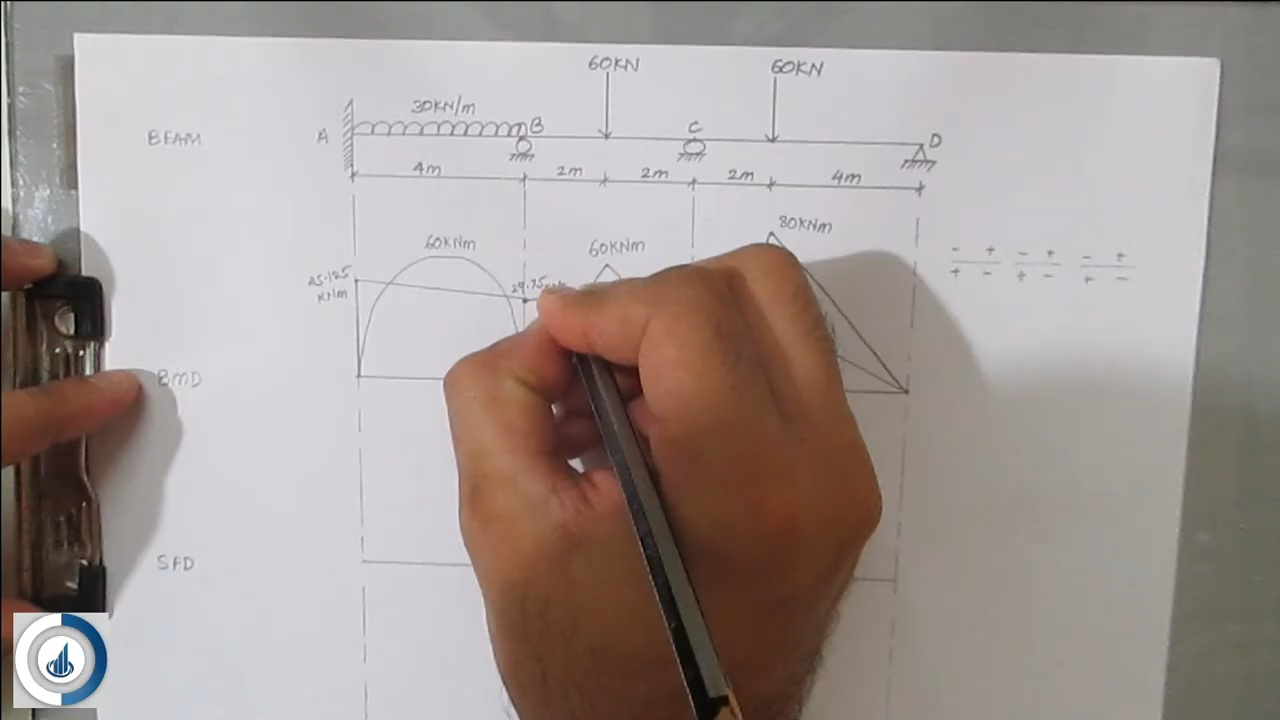 60KN 60KN
30KN/m
BEAM A B C D
4m 2m 2m 2m 4m
80KNm
60KNm 60KNm
- + - + - +
+ - + - + -
25.125
KNm
29.75
BMD
SFD